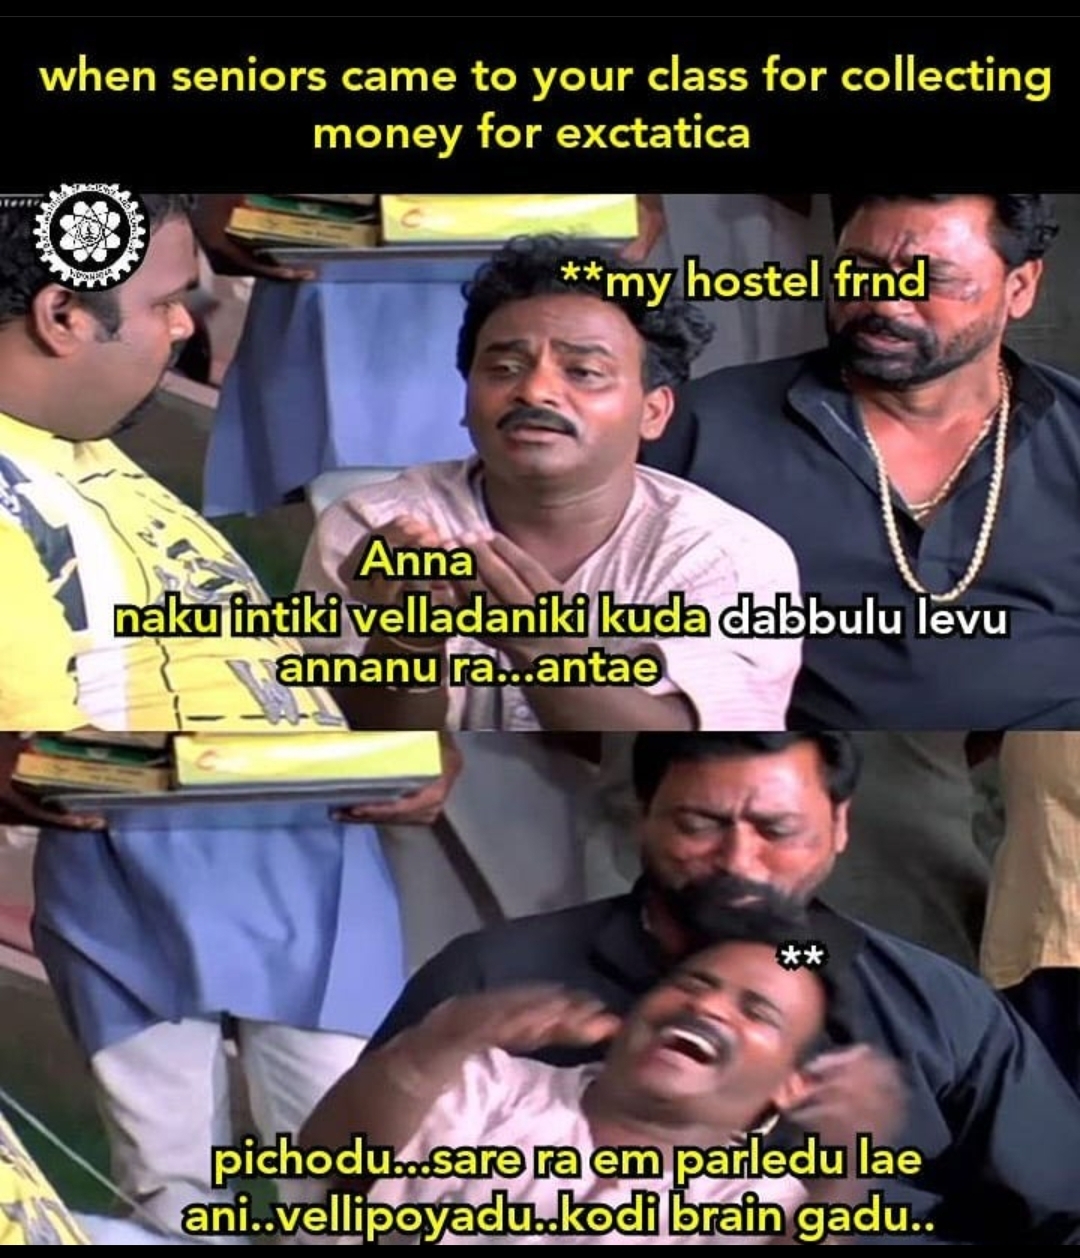 when seniors came to your class for collecting
money for exctatica
**my hostel frnd
Anna
naku intiki velladaniki kuda dabbulu levu
annanu ra...antae
**
pichodu...sare ra em parledu lae
ani..vellipoyadu..kodi brain gadu..